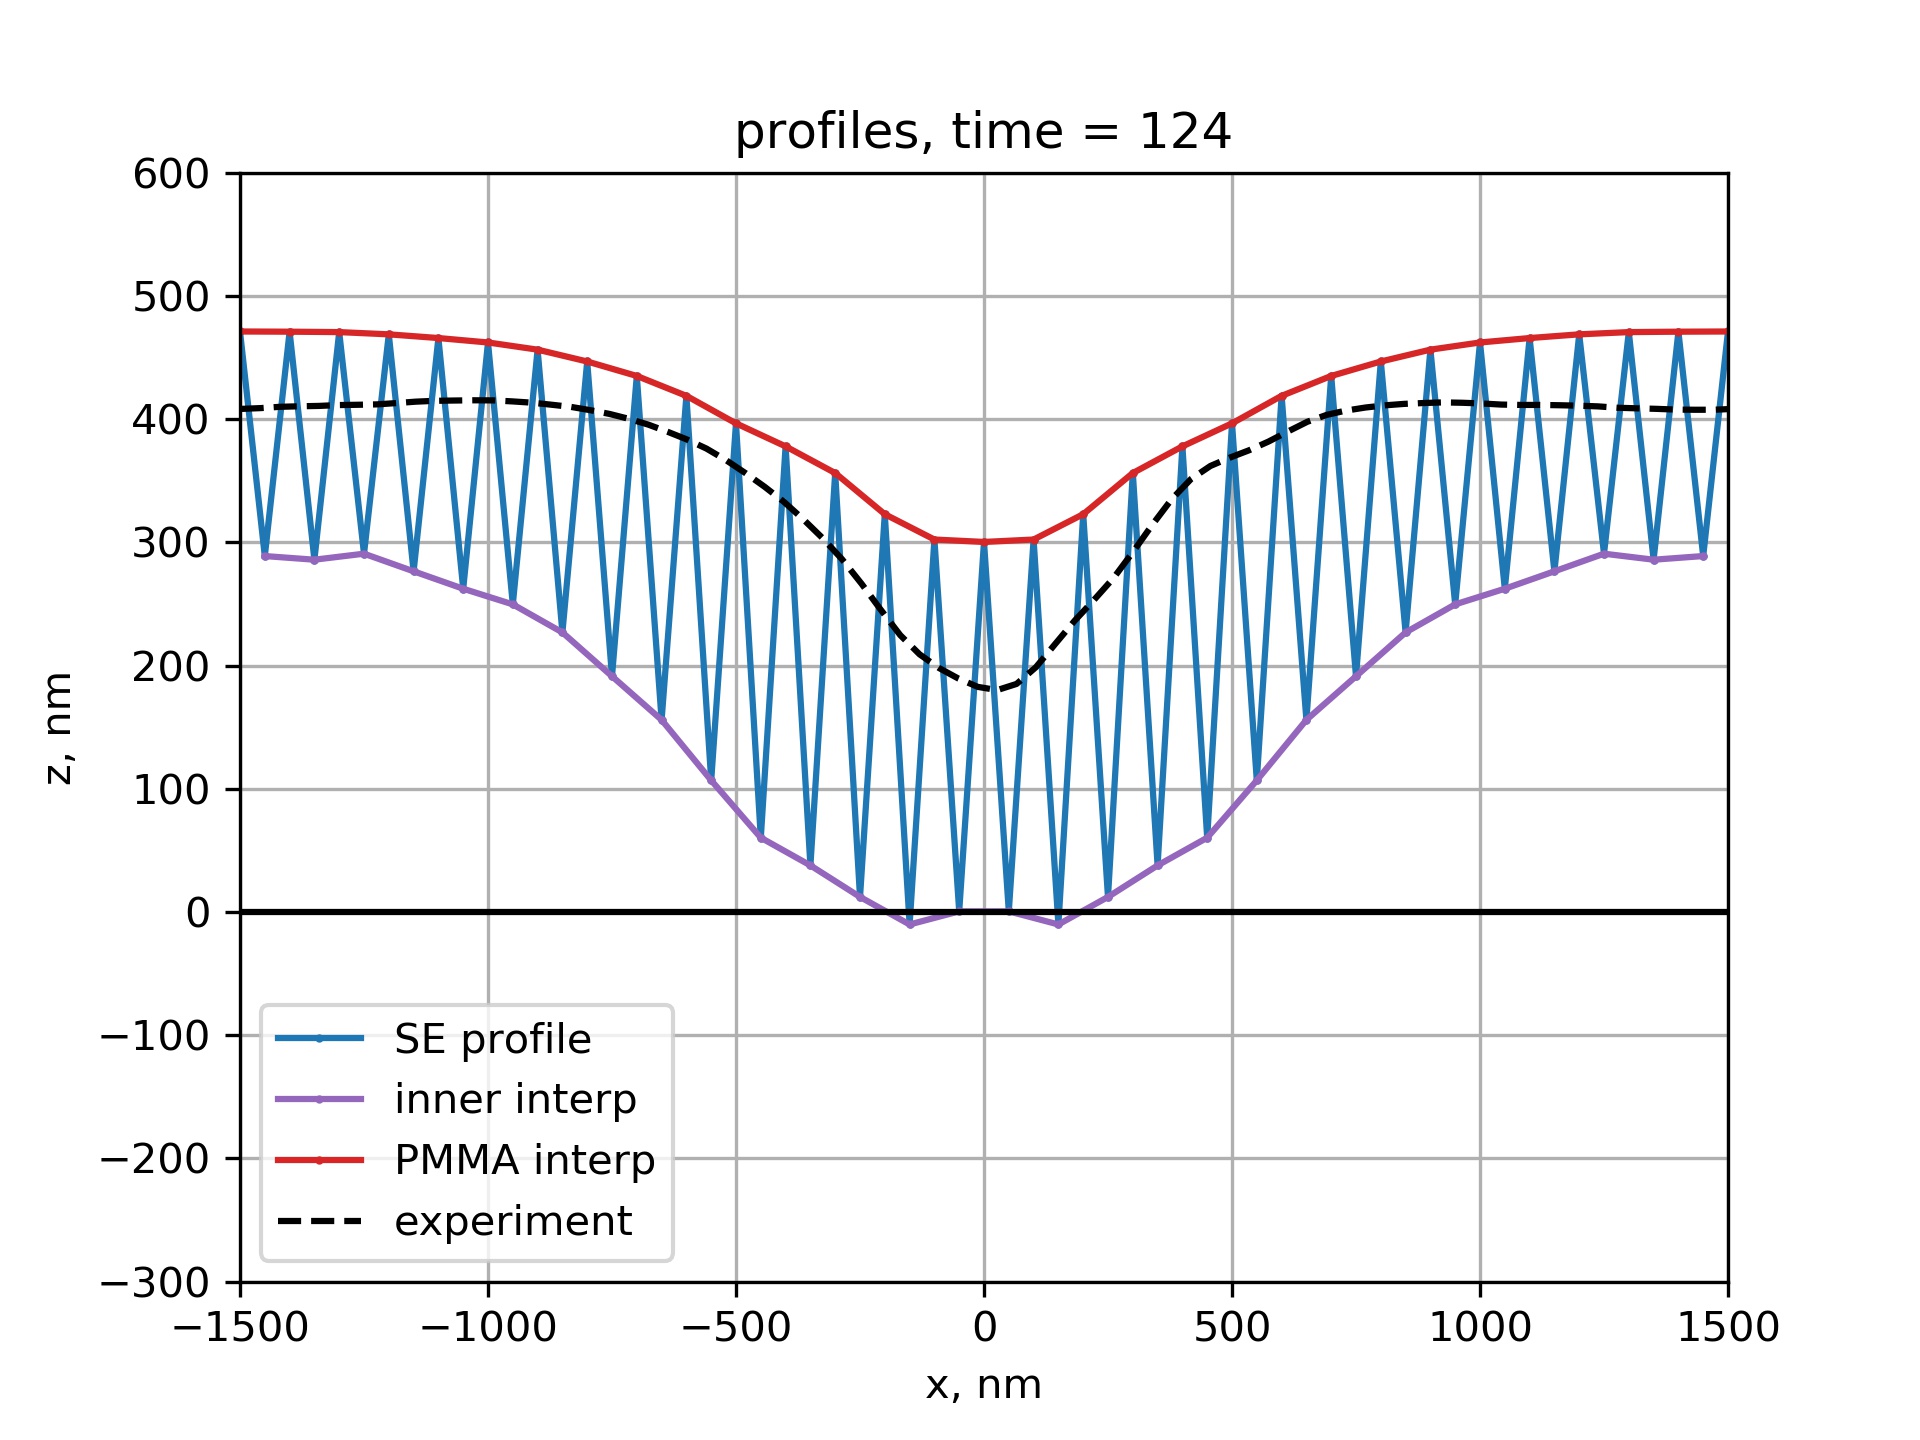 profiles, time = 124
600
500
400
300
200
100
0
−100
−200
−300
z, nm
−1500
−1000
−500
0
500
1000
1500
x, nm
SE profile
inner interp
PMMA interp
experiment